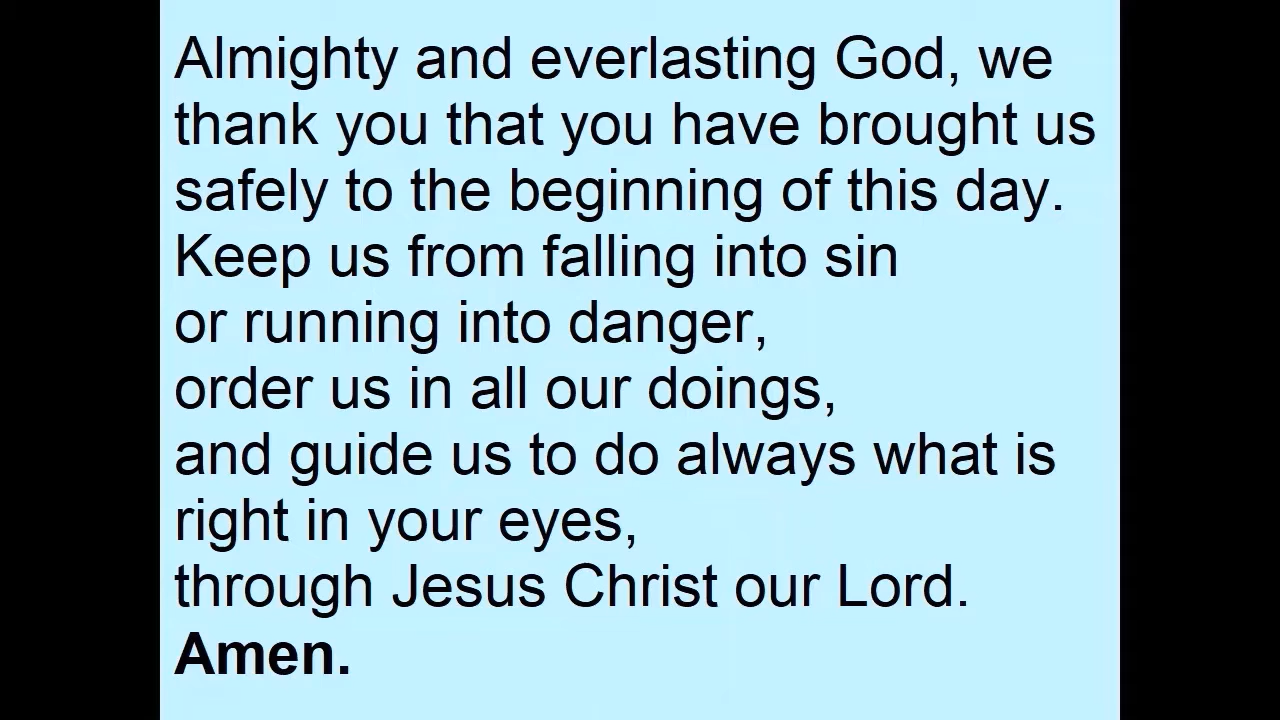 Almighty and everlasting God, we
thank you that you have brought us
safely to the beginning of this day.
Keep us from falling into sin
or running into danger,
order us in all our doings,
and guide us to do always what is
right in your eyes,
through Jesus Christ our Lord.
Amen.